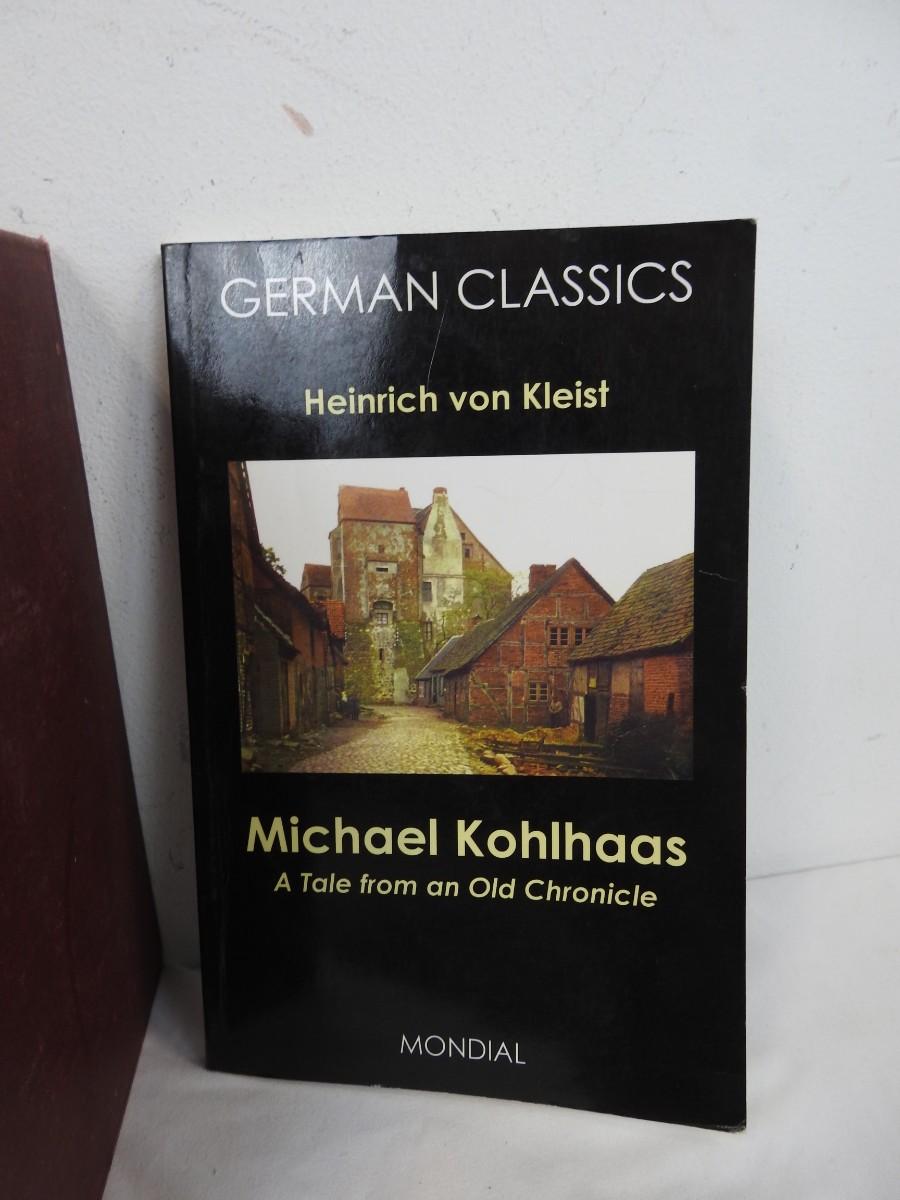 GERMAN CLASSICS
Heinrich von Kleist
Michael Kohlhaas
A Tale from an Old Chronicle
MONDIAL